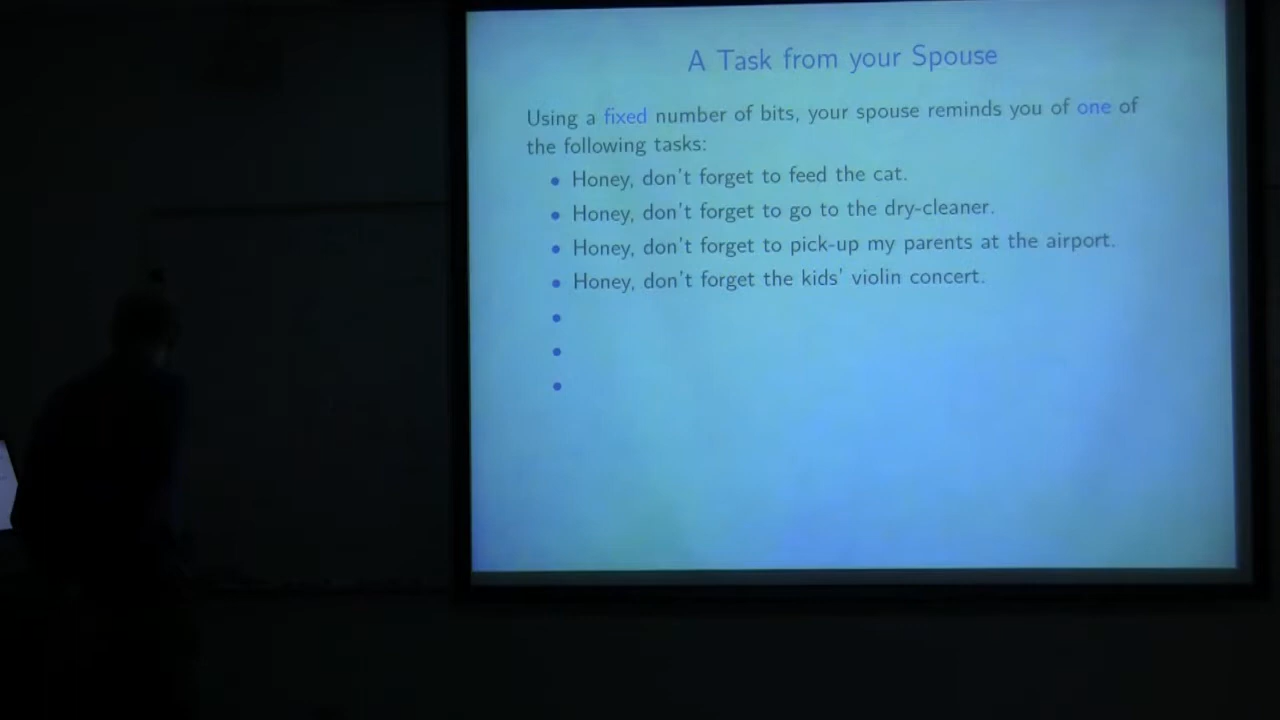 A Task from your Spouse
Using a fixed number of bits, your spouse reminds you of one of
the following tasks:
• Honey, don't forget to feed the cat.
• Honey, don't forget to go to the dry-cleaner.
• Honey, don't forget to pick-up my parents at the airport.
• Honey, don't forget the kids' violin concert.
•
•
•